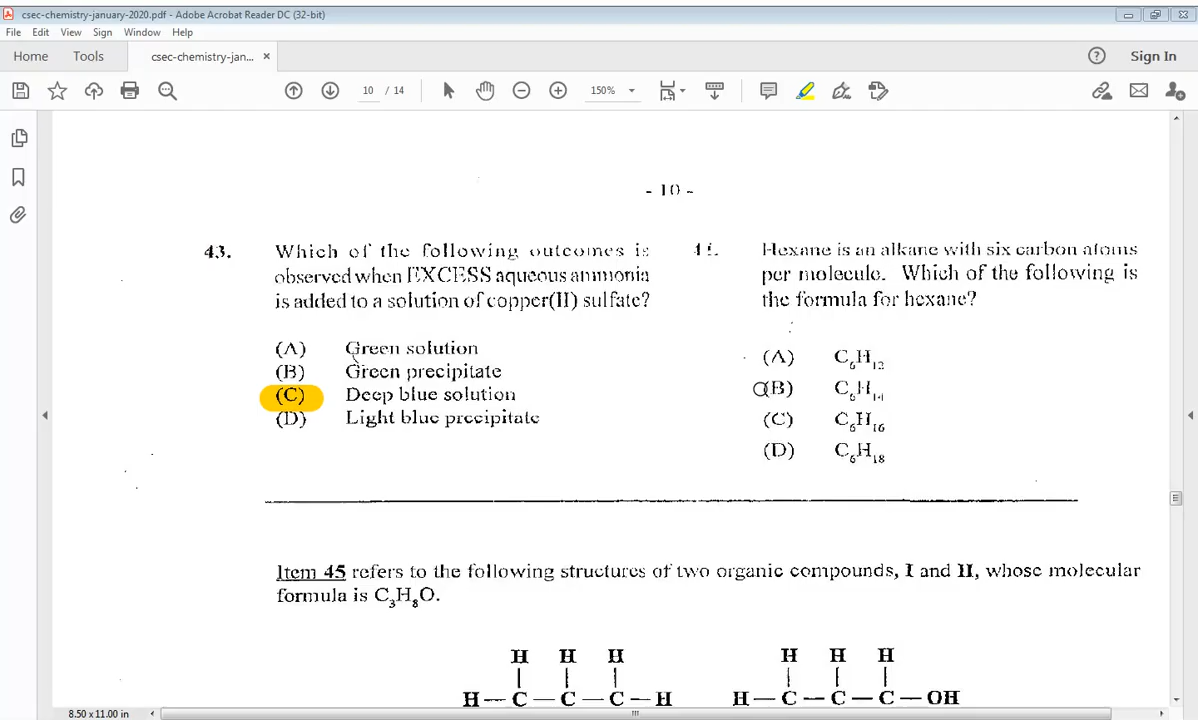 csec-chemistry-january-2020.pdf - Adobe Acrobat Reader DC (32-bit)
File Edit View Sign Window Help
Home Tools csec-chemistry-jan... × ? Sign In
10 / 14 150%
- 10 -
43. Which of the following outcomes is
observed when EXCESS aqueous ammonia
is added to a solution of copper(II) sulfate?
(A) Green solution
(B) Green precipitate
(C) Deep blue solution
(D) Light blue precipitate
Hexane is an alkane with six carbon atoms
per molecule. Which of the following is
the formula for hexane?
(A) C₆H₁₂
(B) C₆H₁₄
(C) C₆H₁₆
(D) C₆H₁₈
Item 45 refers to the following structures of two organic compounds, I and II, whose molecular
formula is C₃H₈O.
H H H
H — C — C — C — H
H H H
H — C — C — C — OH
8.50 x 11.00 in